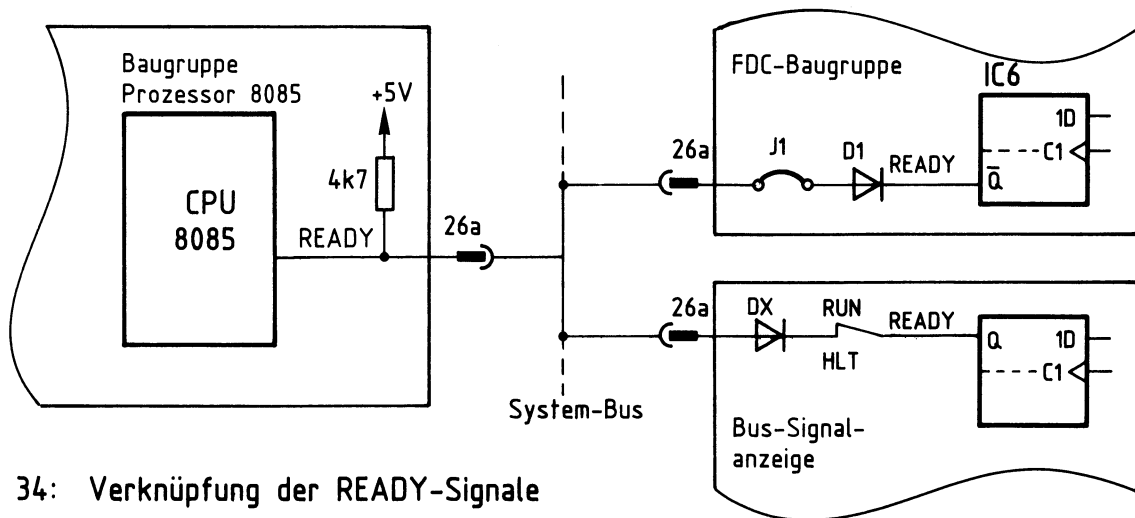 Baugruppe
Prozessor 8085
+5V
4k7
CPU
8085
READY
26a
System-Bus
FDC-Baugruppe
IC6
26a
J1
D1
READY
1D
C1
Q̅
26a
DX
RUN
HLT
READY
Q
1D
C1
Bus-Signal-
anzeige
34: Verknüpfung der READY-Signale